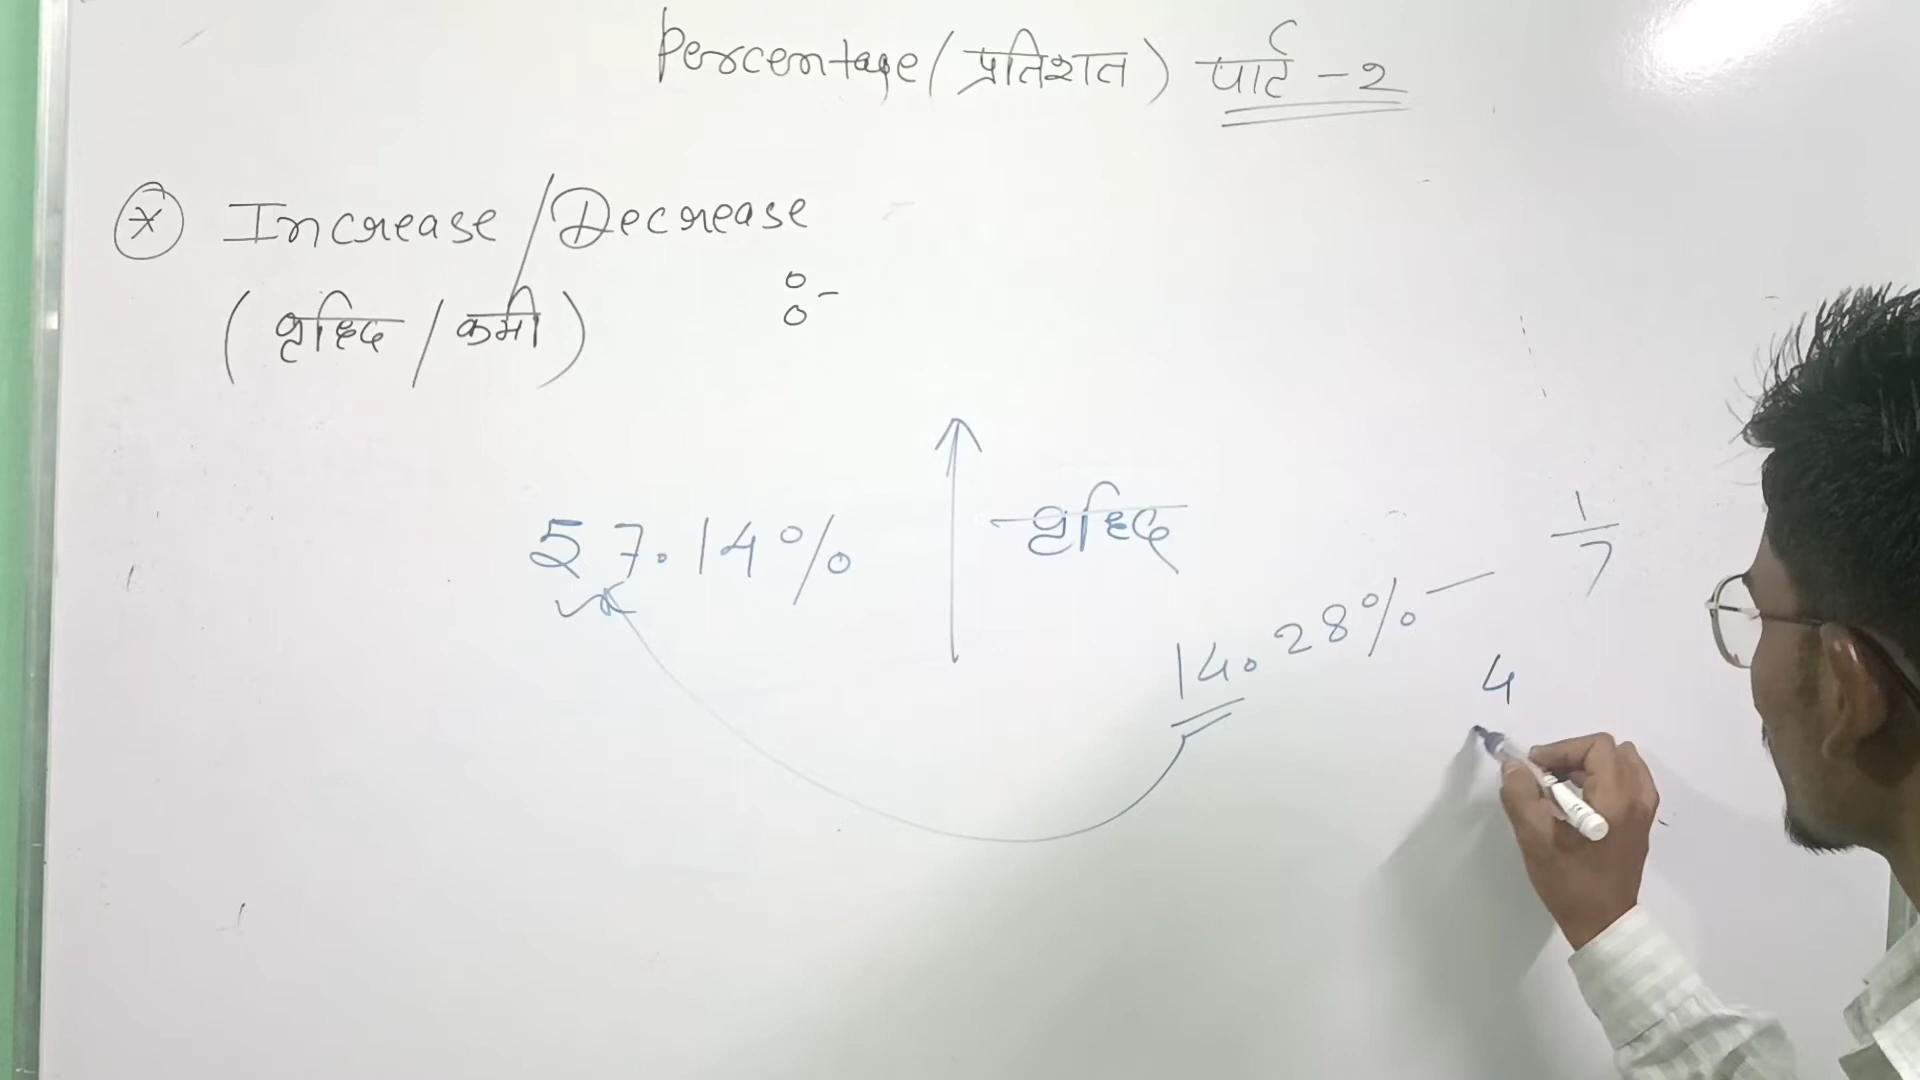 Percentage (प्रतिशत) पार्ट - 2
* Increase / Decrease
(वृद्धि / कमी) :-
57.14% ↑ वृद्धि
14.28% — 1/7
4